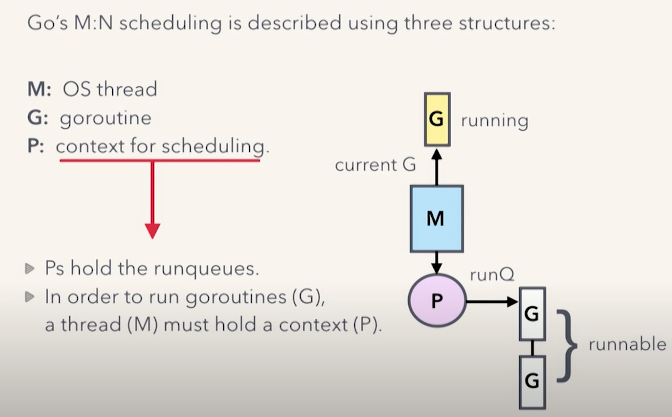 Go's M:N scheduling is described using three structures:
M: OS thread
G: goroutine
P: context for scheduling.
▹ Ps hold the runqueues.
▹ In order to run goroutines (G),
a thread (M) must hold a context (P).
G running
current G
M
P
runQ
G
G
runnable